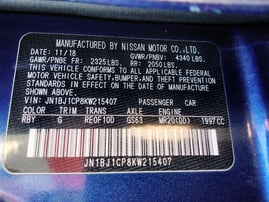 MANUFACTURED BY NISSAN MOTOR CO.,LTD.
DATE: 11/18 GVWR/PNBV: 4340 LBS.
GAWR/PNBE FR: 2325 LBS. RR: 2050 LBS.
THIS VEHICLE CONFORMS TO ALL APPLICABLE FEDERAL
MOTOR VEHICLE SAFETY, BUMPER, AND THEFT
PREVENTION STANDARDS IN EFFECT ON THE DATE
OF MANUFACTURE SHOWN ABOVE.
VIN: JN1BJ1CP8KW215407 PASSENGER CAR
COLOR TRIM TRANS AXLE ENGINE
RBY G RE0F10D GS63 MR20(DD) 1997CC
JN1BJ1CP8KW215407